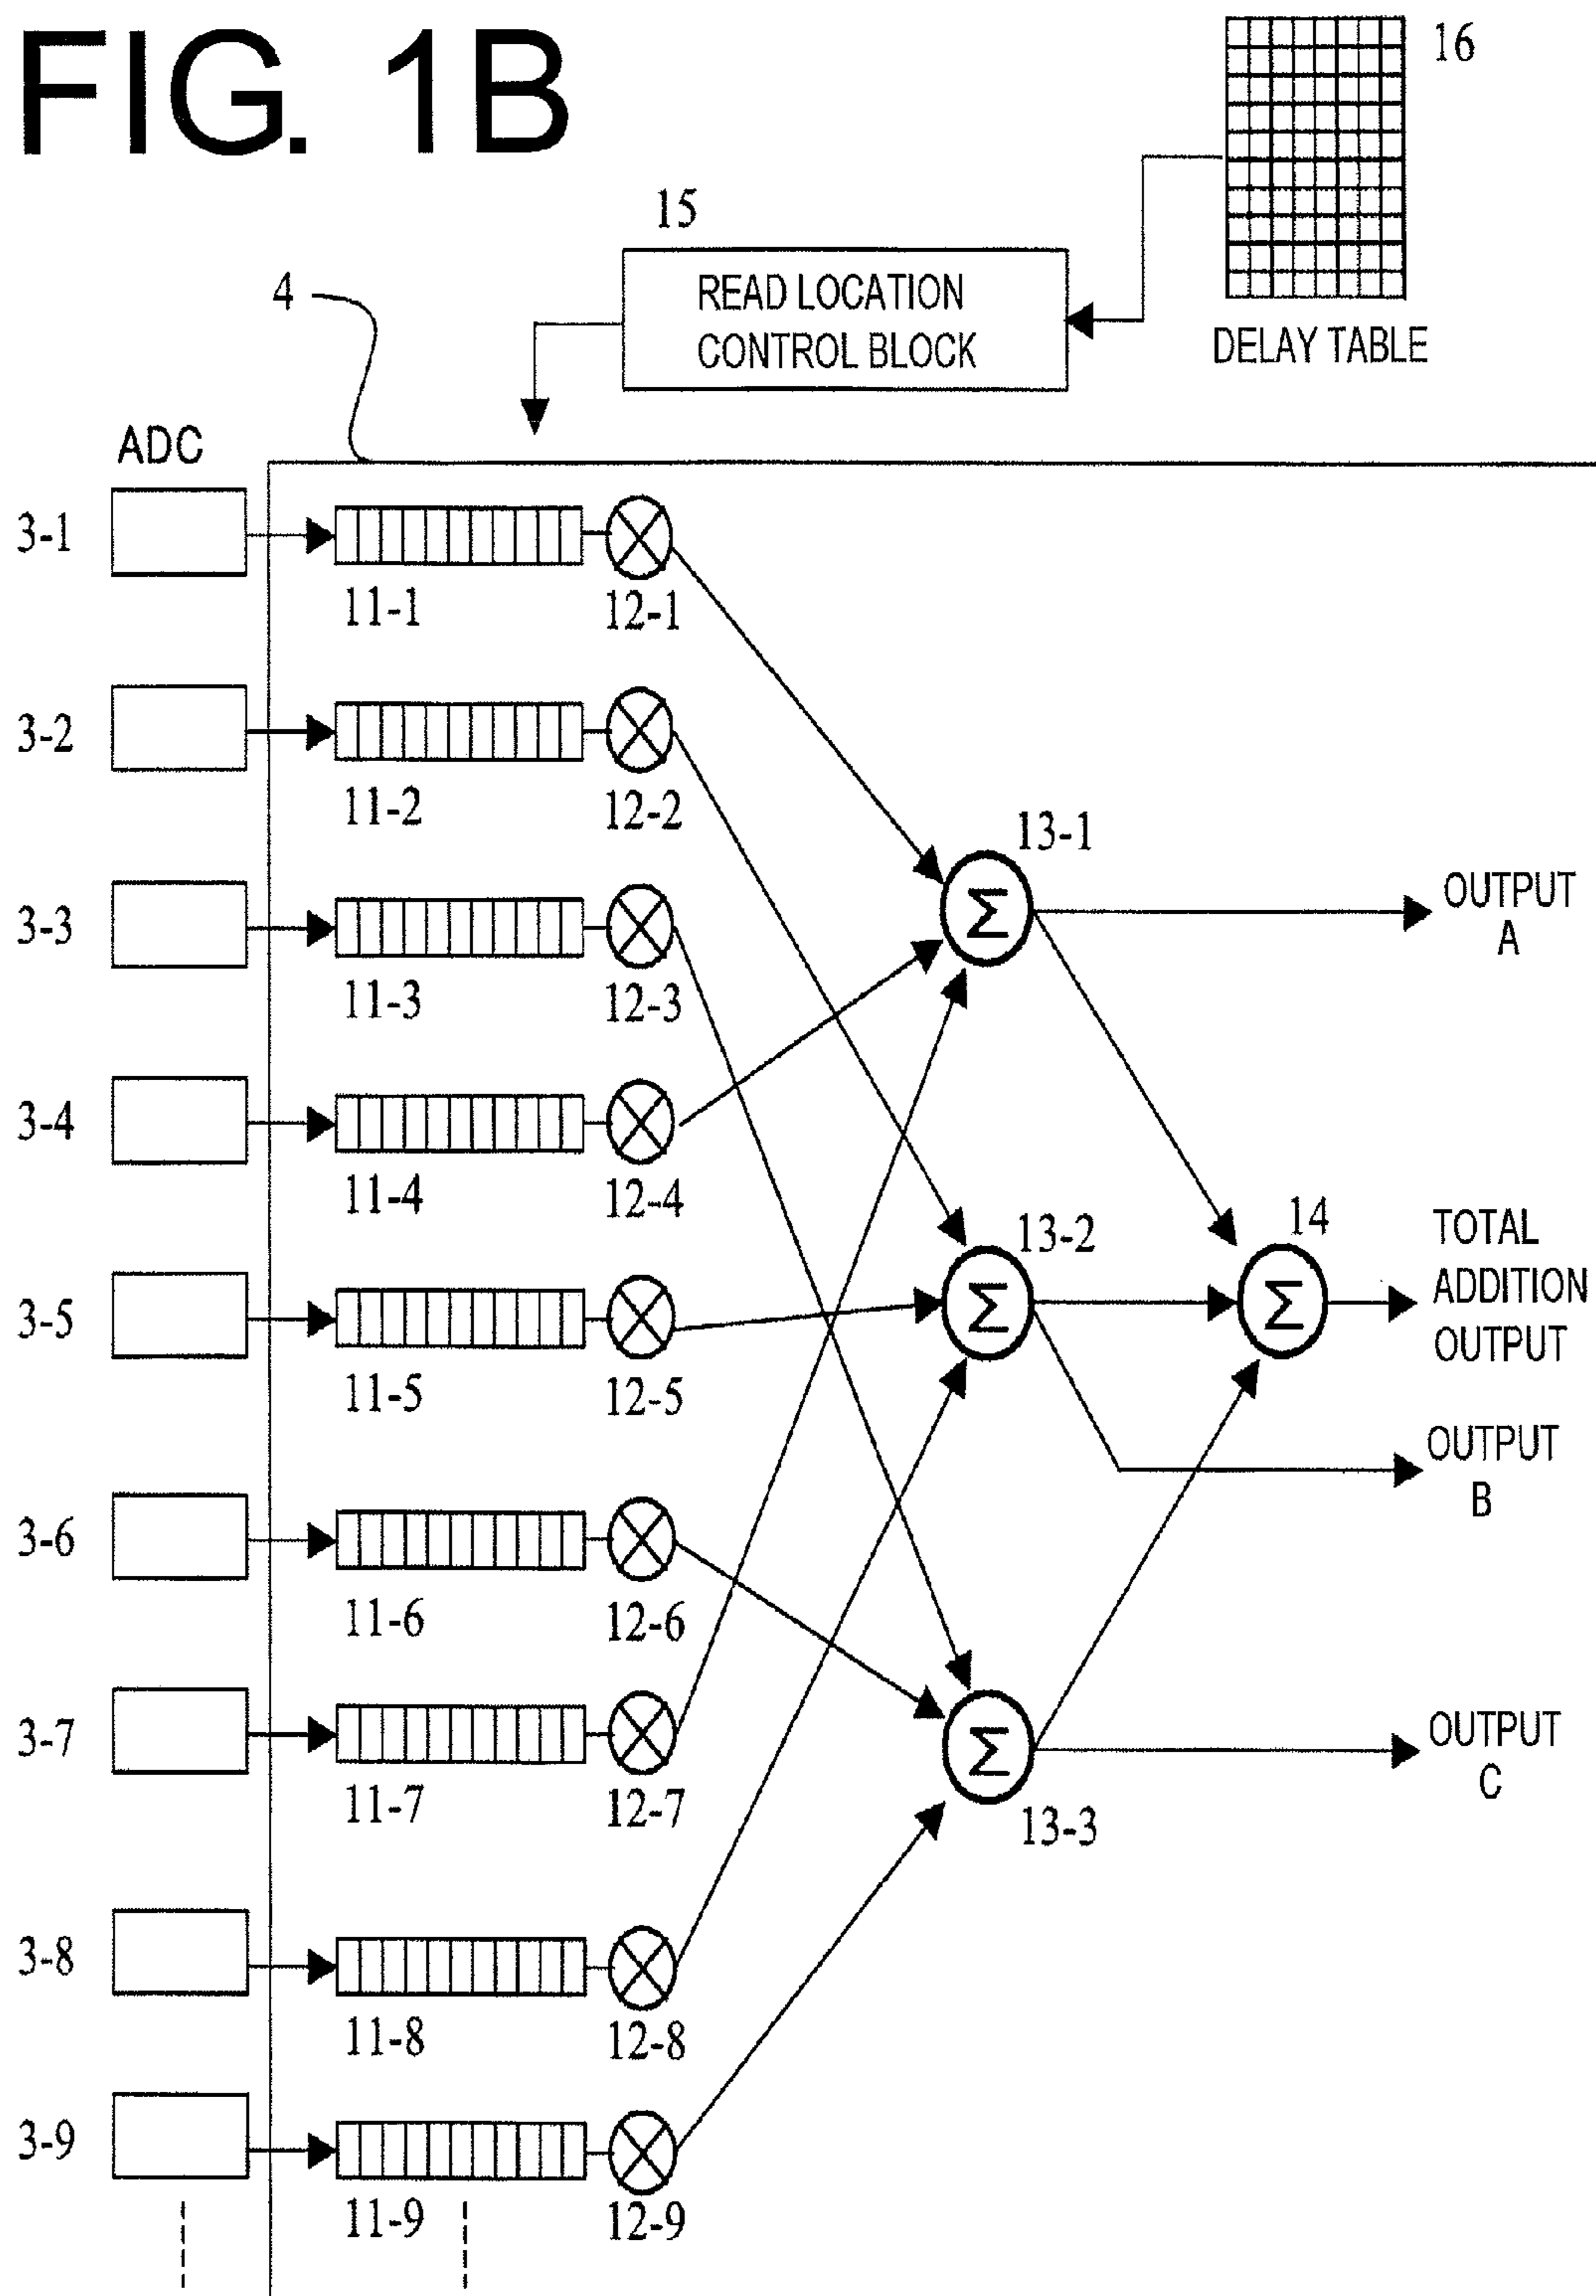 FIG. 1B
16
15
READ LOCATION
CONTROL BLOCK
DELAY TABLE
4
ADC
3-1
11-1
12-1
3-2
11-2
12-2
13-1
OUTPUT
A
Σ
3-3
11-3
12-3
3-4
11-4
12-4
13-2
14
TOTAL
ADDITION
OUTPUT
Σ
Σ
3-5
11-5
12-5
OUTPUT
B
3-6
11-6
12-6
3-7
11-7
12-7
Σ
13-3
OUTPUT
C
3-8
11-8
12-8
3-9
11-9
12-9